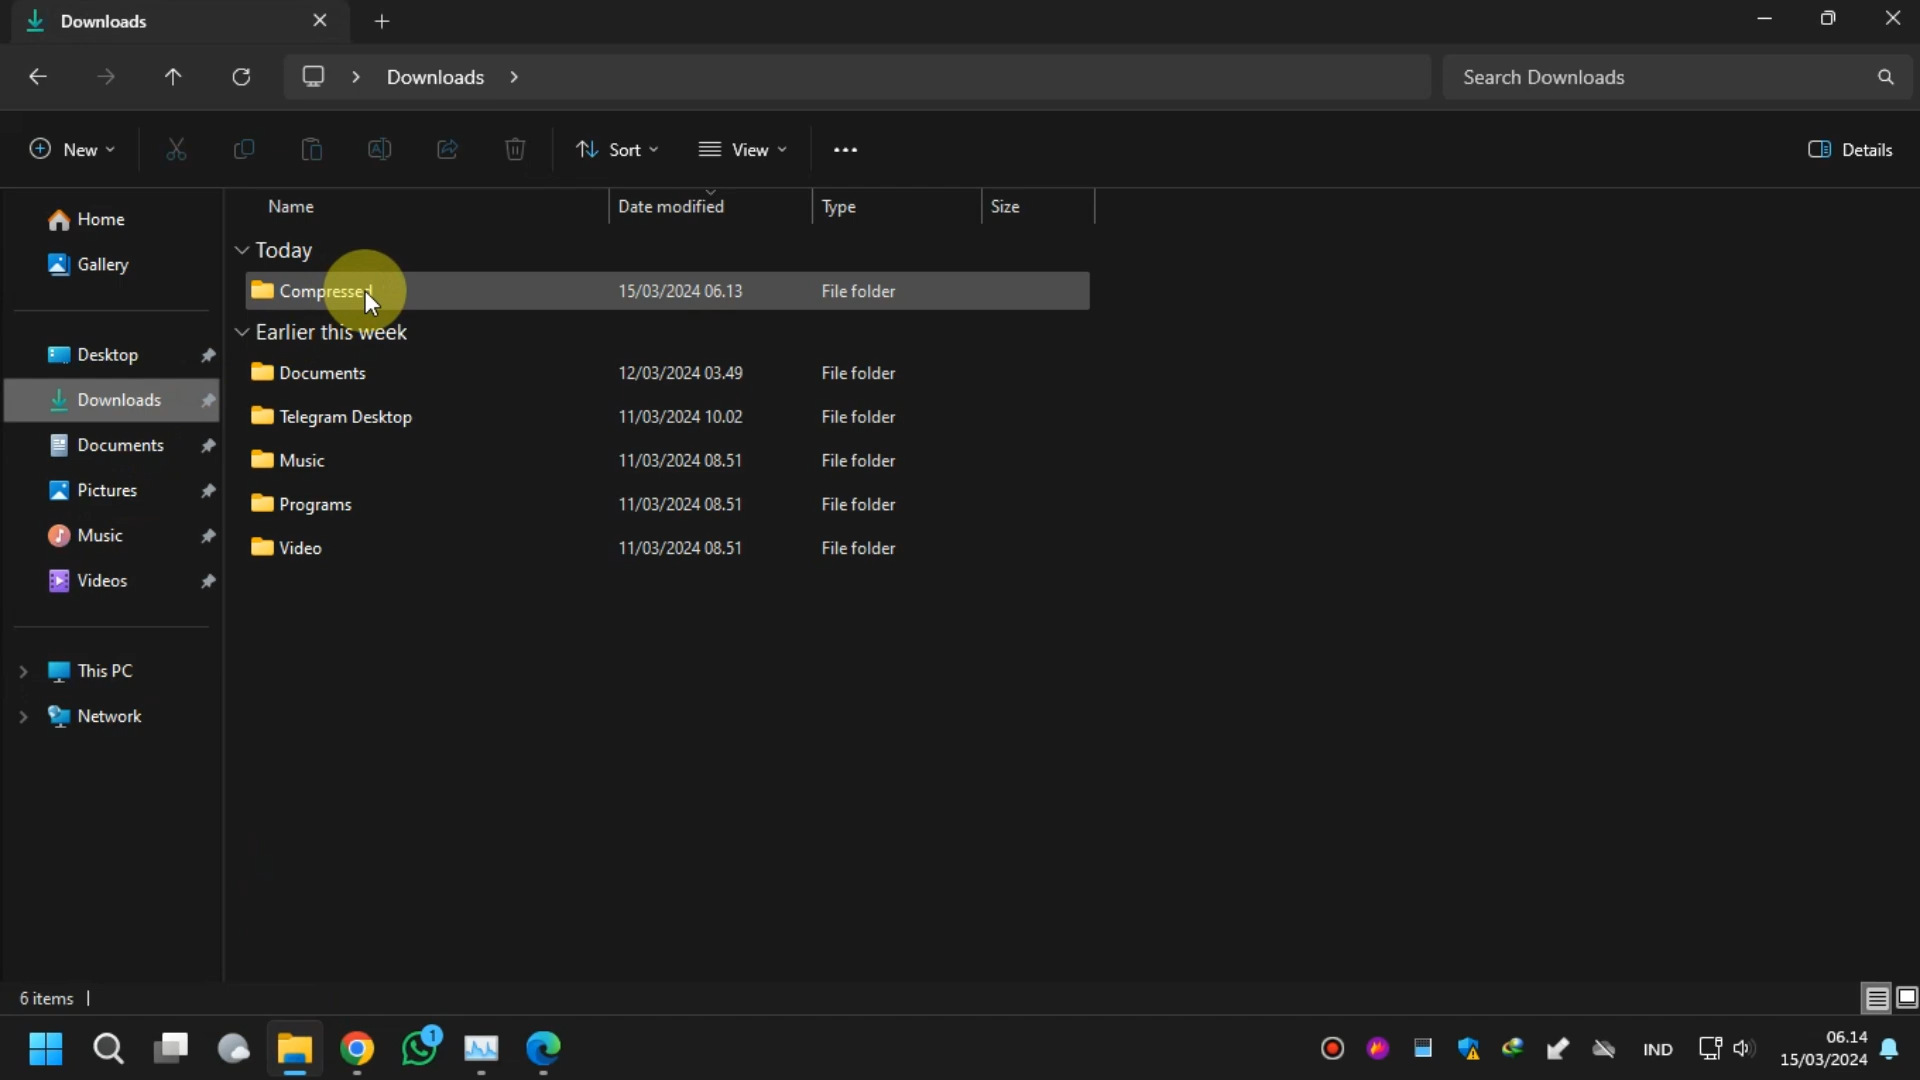 Downloads
Downloads
Search Downloads
New
Sort
View
Details
Name Date modified Type Size
Home
Gallery
Desktop
Downloads
Documents
Pictures
Music
Videos
This PC
Network
Today
Compressed 15/03/2024 06.13 File folder
Earlier this week
Documents 12/03/2024 03.49 File folder
Telegram Desktop 11/03/2024 10.02 File folder
Music 11/03/2024 08.51 File folder
Programs 11/03/2024 08.51 File folder
Video 11/03/2024 08.51 File folder
6 items
1
IND
06.14
15/03/2024